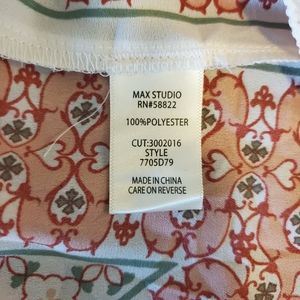 MAX STUDIO
RN#58822
100%POLYESTER
CUT:3002016
STYLE
7705D79
MADE IN CHINA
CARE ON REVERSE